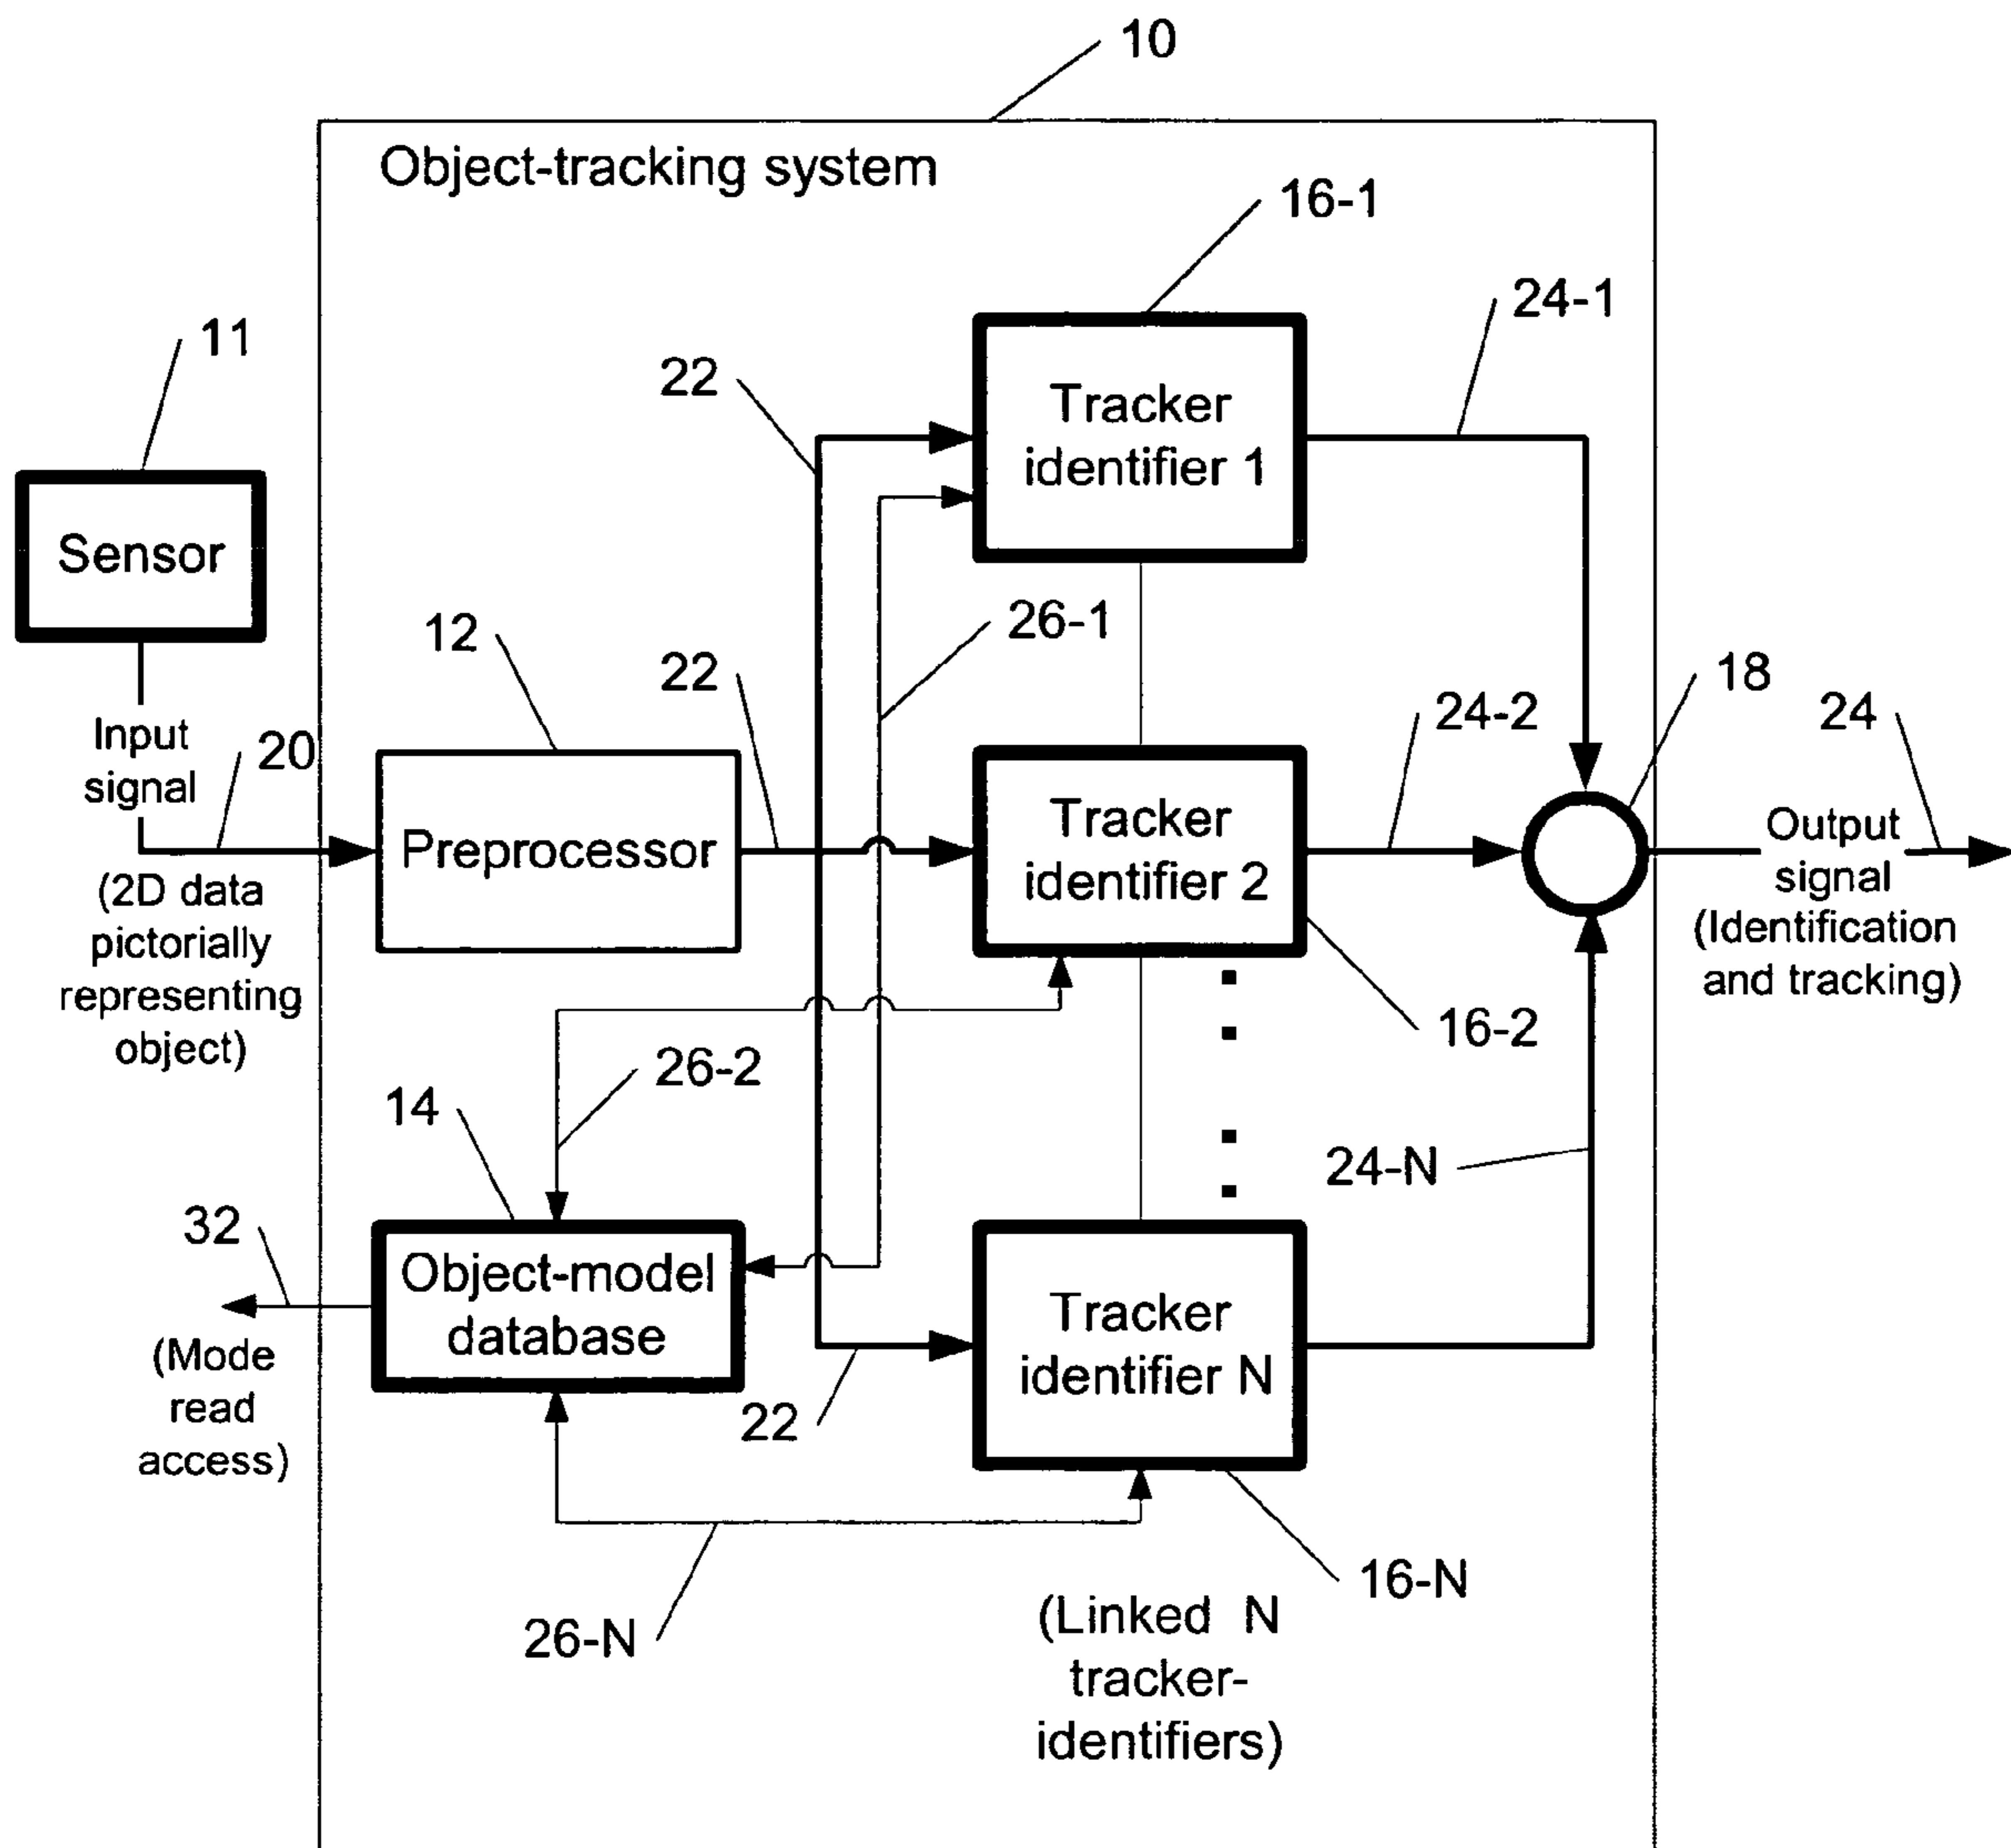 10
Object-tracking system
16-1
24-1
11
22
Tracker
identifier 1
Sensor
12
22
26-1
18
24-2
24
Input
signal
20
Preprocessor
Tracker
identifier 2
Output
signal
(Identification
and tracking)
(2D data
pictorially
representing
object)
16-2
26-2
14
24-N
32
Object-model
database
Tracker
identifier N
(Mode
read
access)
22
16-N
26-N
(Linked N
tracker-
identifiers)